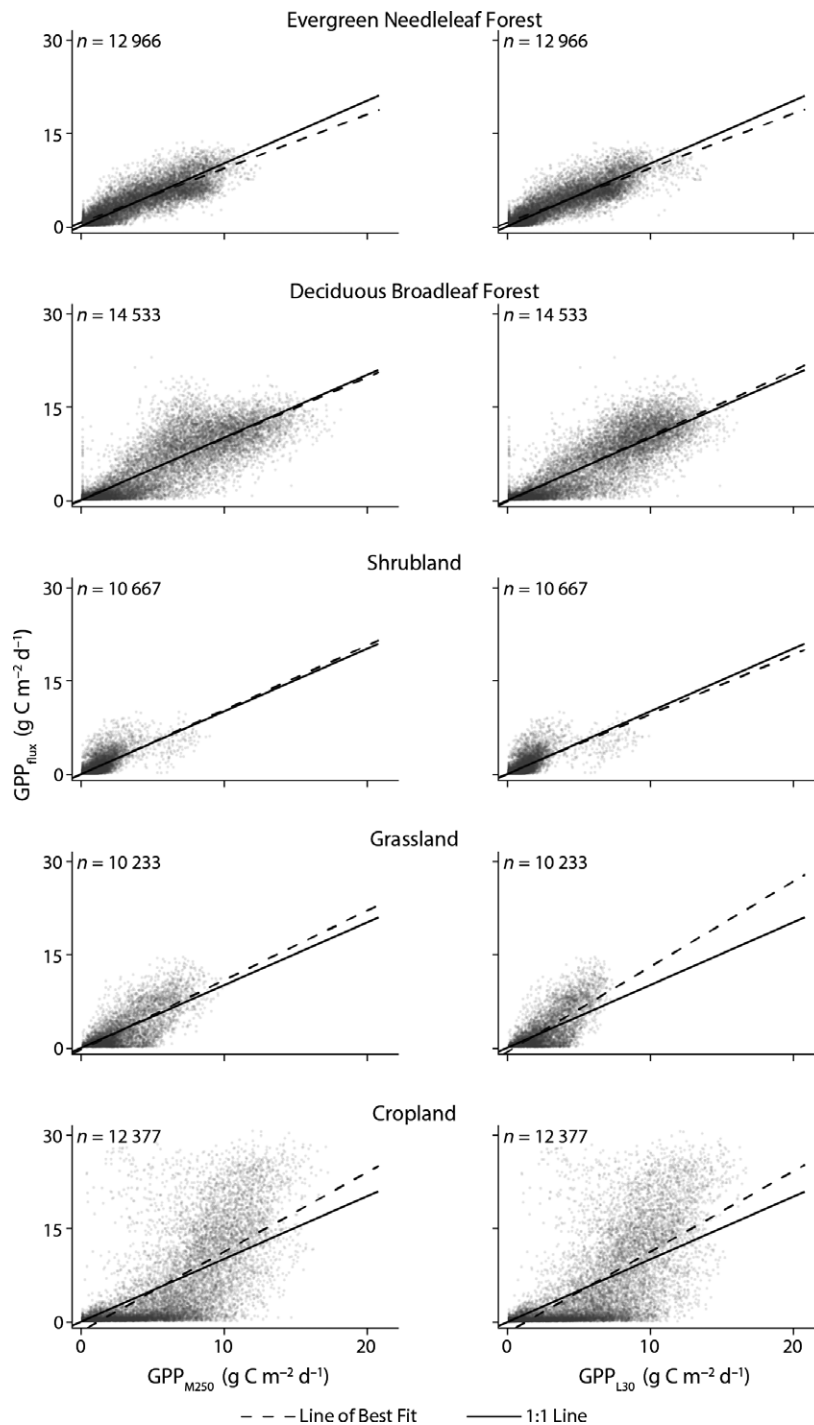 Evergreen Needleleaf Forest
30
n = 12 966
n = 12 966
15
0
0 10 20
0 10 20
Deciduous Broadleaf Forest
30
n = 14 533
n = 14 533
15
0
Shrubland
30
n = 10 667
n = 10 667
15
0
GPPflux (g C m⁻² d⁻¹)
Grassland
30
n = 10 233
n = 10 233
15
0
Cropland
30
n = 12 377
n = 12 377
15
0
GPPM250 (g C m⁻² d⁻¹)
GPPL30 (g C m⁻² d⁻¹)
Line of Best Fit
1:1 Line